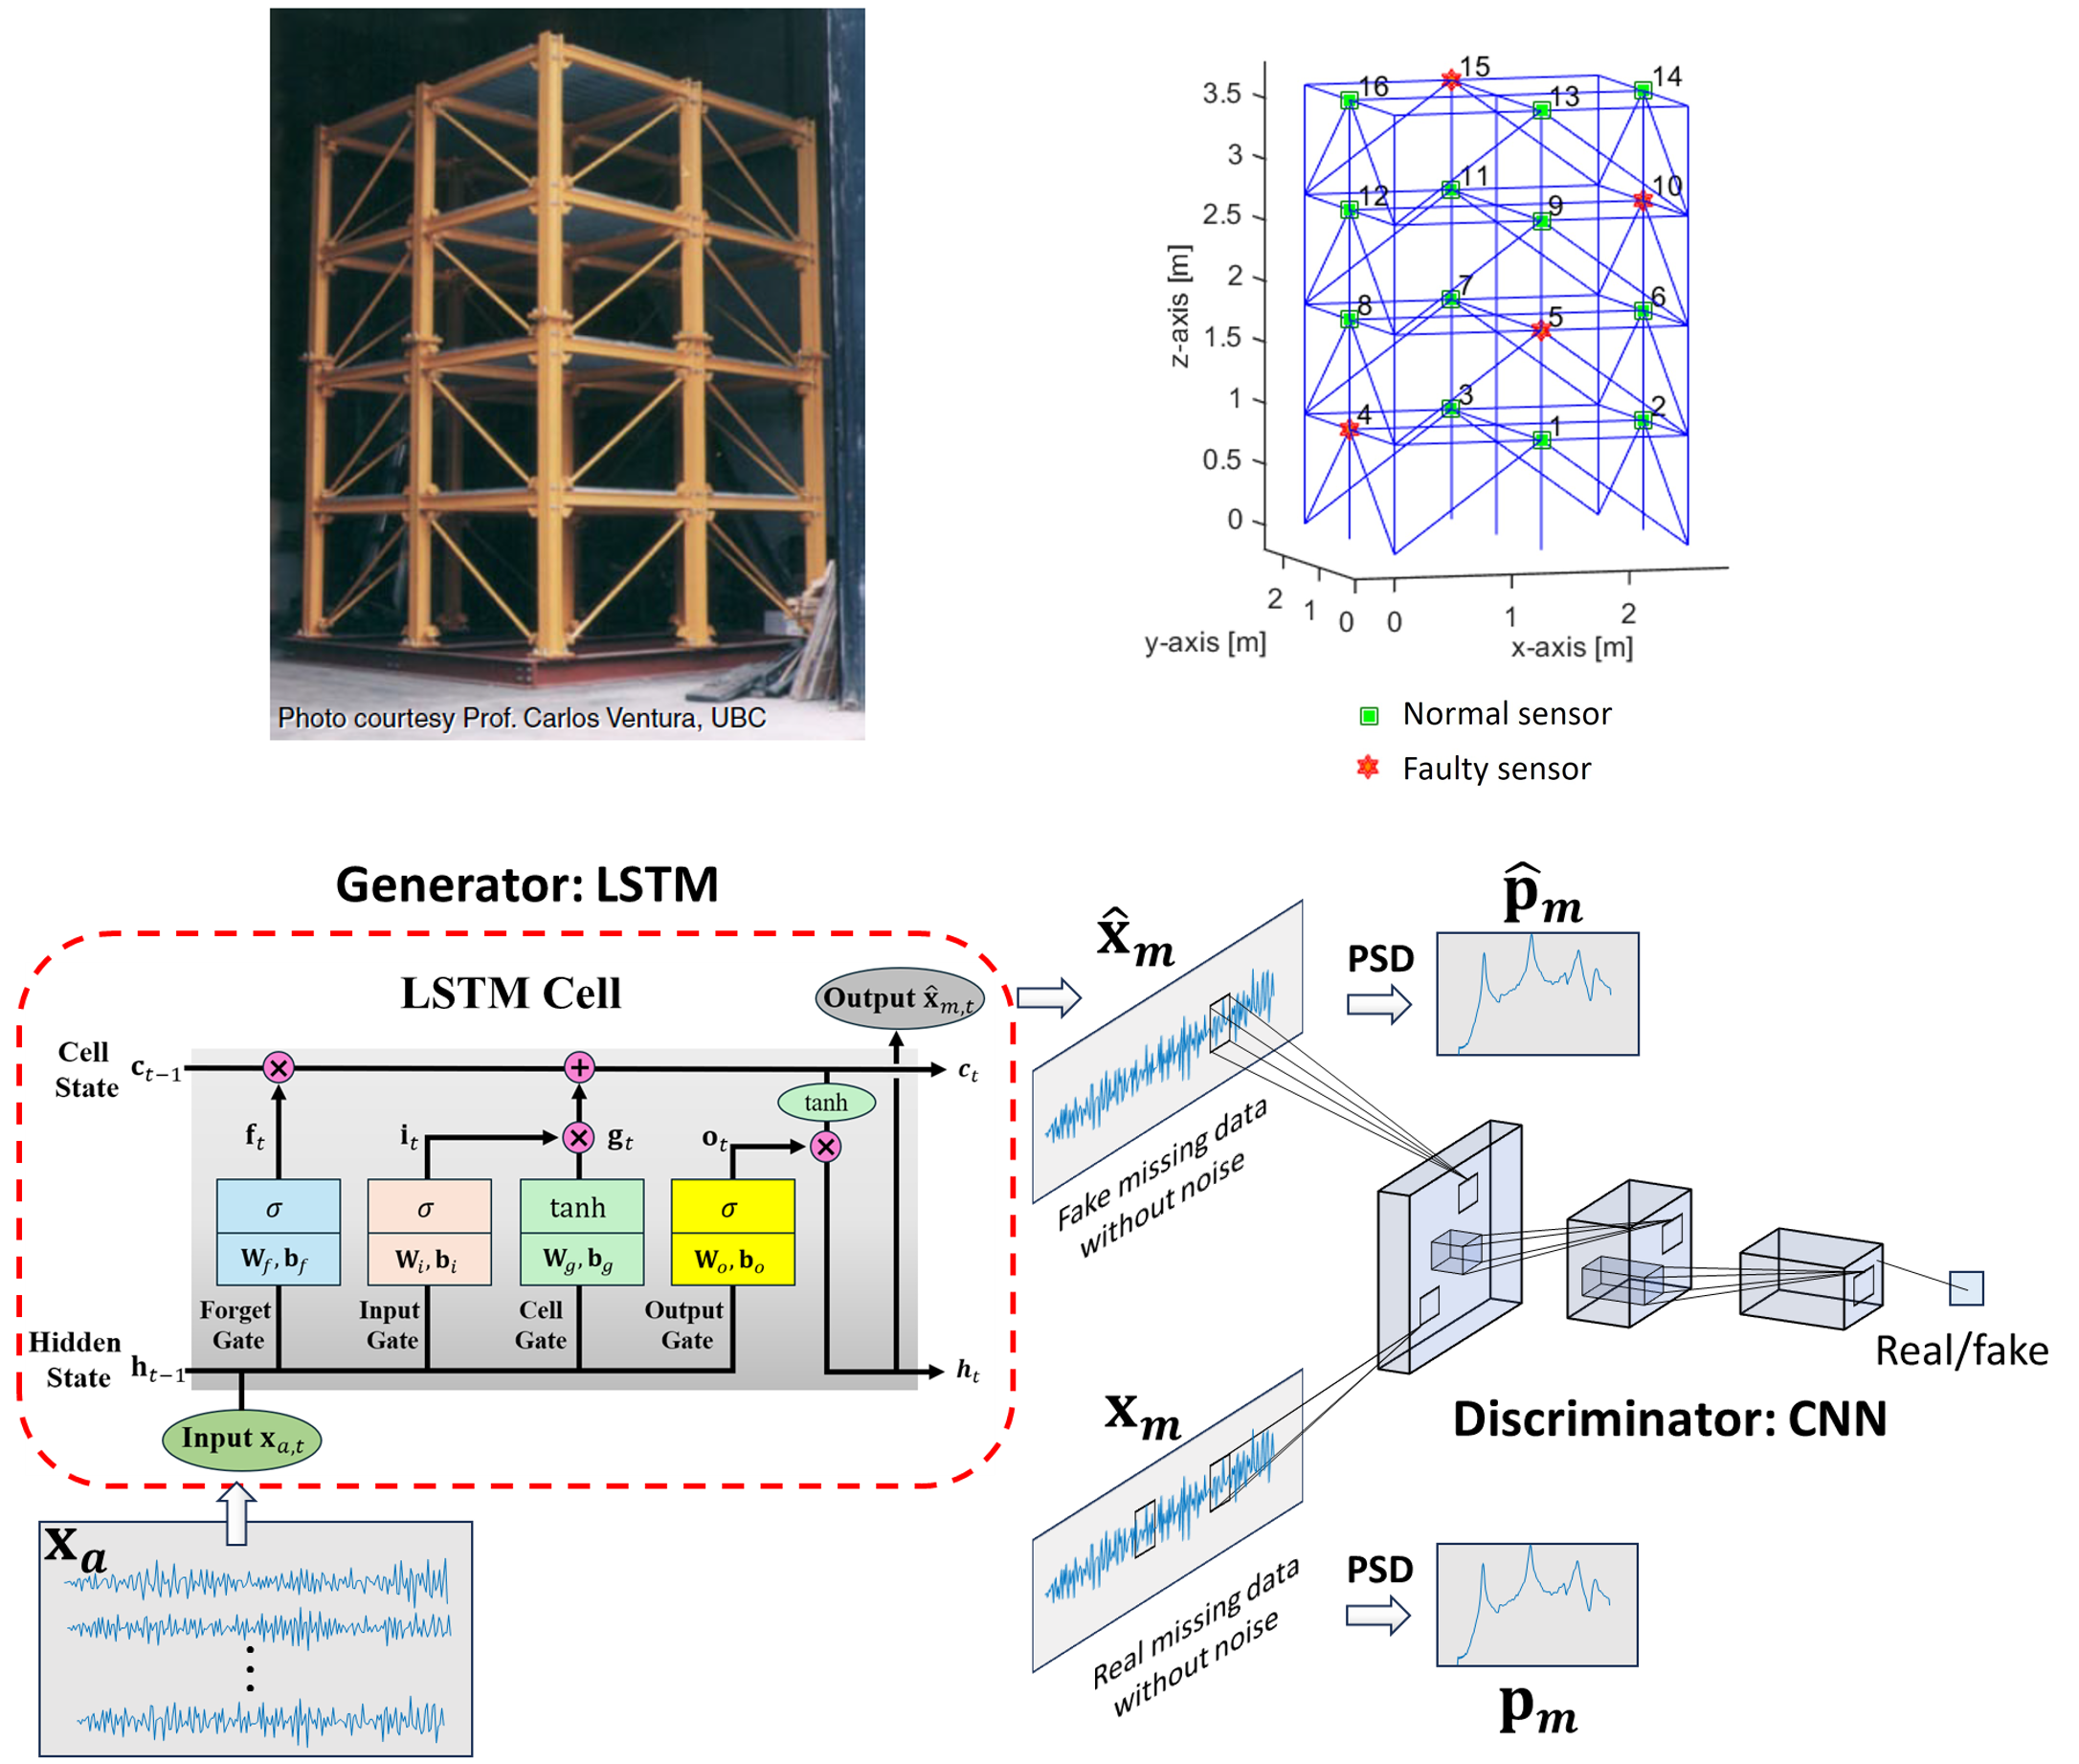 Photo courtesy Prof. Carlos Ventura, UBC
3.5
3
2.5
2
1.5
1
0.5
0
z-axis [m]
2
1
0
y-axis [m]
0
1
2
x-axis [m]
16
15
14
13
12
11
10
9
8
7
6
5
4
3
2
1
Normal sensor
Faulty sensor
Generator: LSTM
LSTM Cell
Output x̂m,t
Cell
State
ct−1
ct
tanh
ft
it
gt
ot
σ
σ
tanh
σ
Wf, bf
Wi, bi
Wg, bg
Wo, bo
Forget
Gate
Input
Gate
Cell
Gate
Output
Gate
Hidden
State
ht−1
ht
Input xa,t
xa
x̂m
Fake missing data
without noise
PSD
p̂m
xm
Real missing data
without noise
PSD
pm
Real/fake
Discriminator: CNN